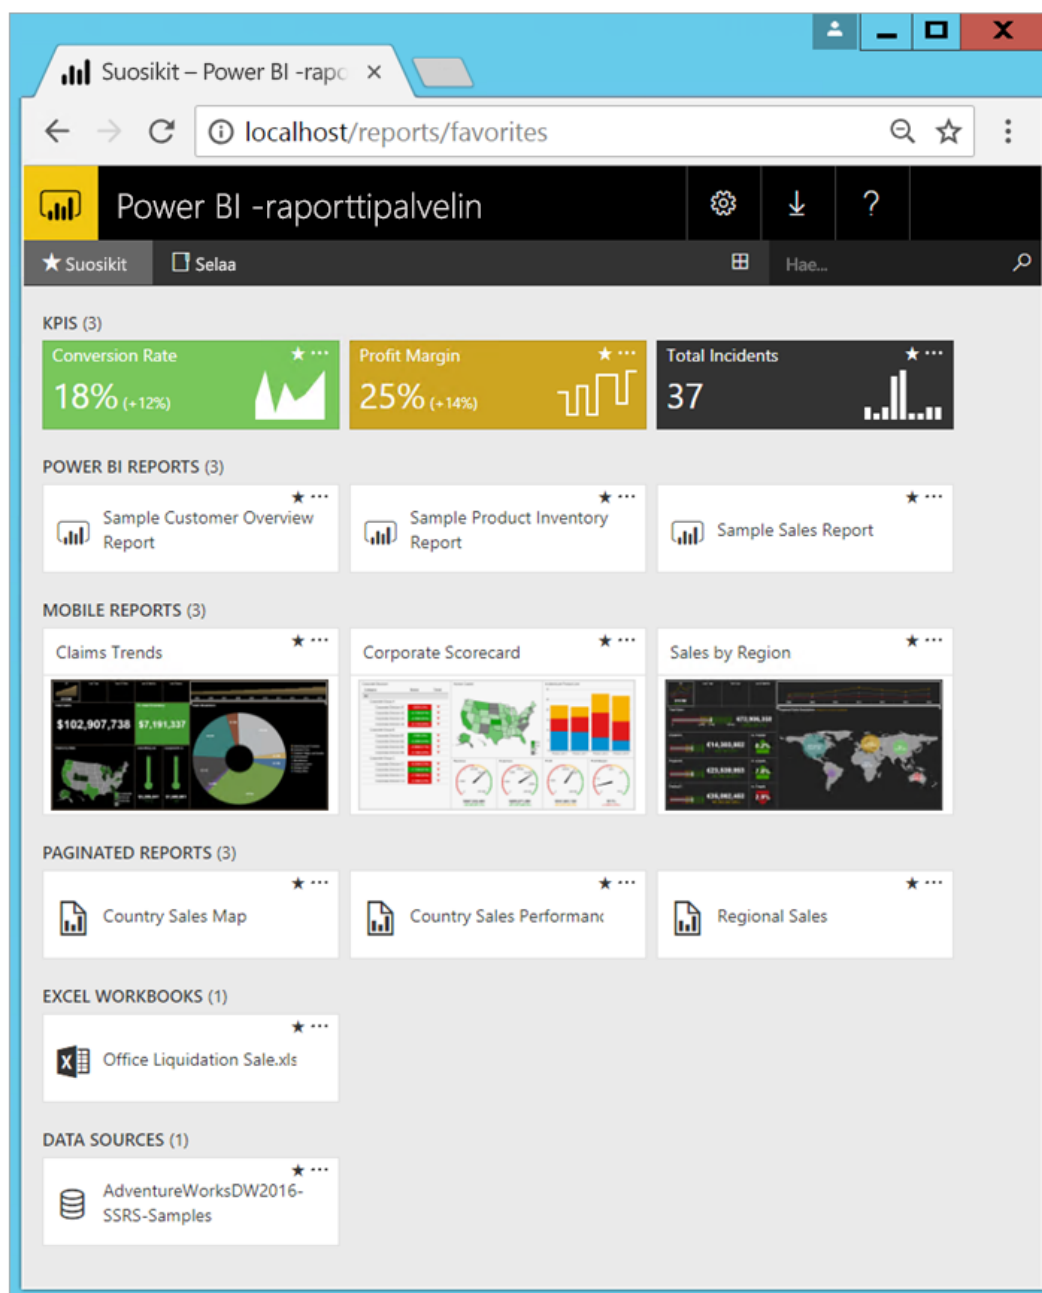 Suosikit – Power BI -rapo
localhost/reports/favorites
Power BI -raporttipalvelin
?
Suosikit
Selaa
Hae...
KPIS (3)
Conversion Rate
18% (+12%)
Profit Margin
25% (+14%)
Total Incidents
37
POWER BI REPORTS (3)
Sample Customer Overview
Report
Sample Product Inventory
Report
Sample Sales Report
MOBILE REPORTS (3)
Claims Trends
$102,907,738
$7,191,337
Corporate Scorecard
Sales by Region
PAGINATED REPORTS (3)
Country Sales Map
Country Sales Performanc
Regional Sales
EXCEL WORKBOOKS (1)
Office Liquidation Sale.xls
DATA SOURCES (1)
AdventureWorksDW2016-
SSRS-Samples